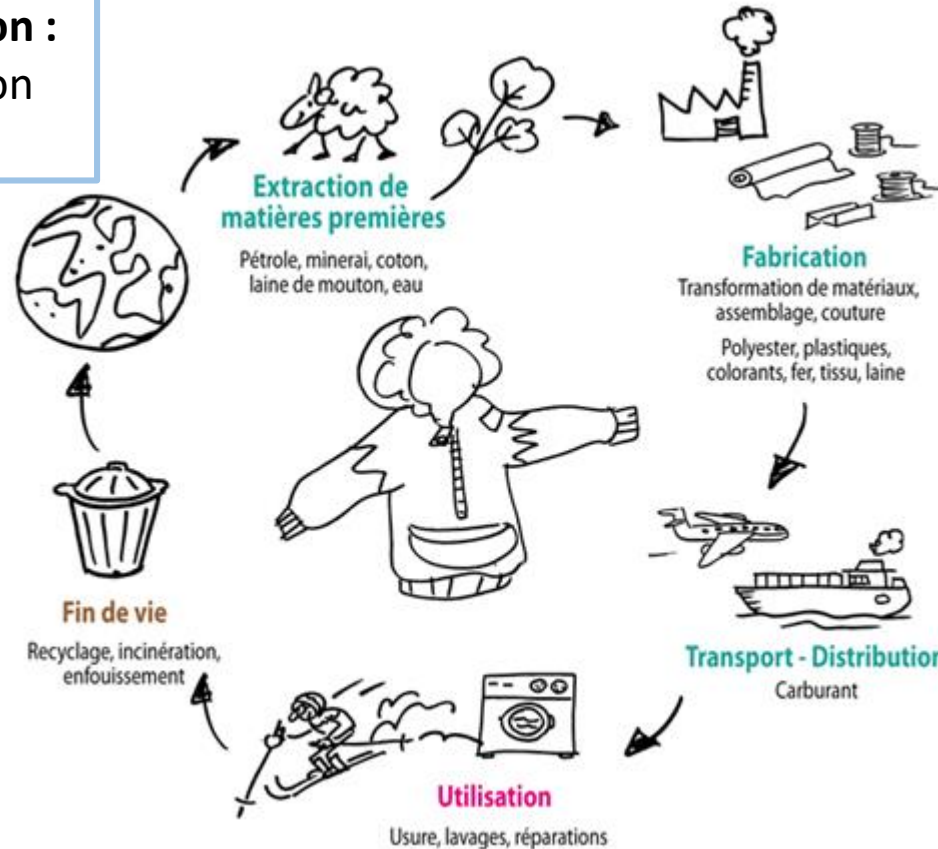 on :
on
Extraction de
matières premières
Pétrole, minerai, coton,
laine de mouton, eau
Fabrication
Transformation de matériaux,
assemblage, couture
Polyester, plastiques,
colorants, fer, tissu, laine
Transport - Distribution
Carburant
Utilisation
Usure, lavages, réparations
Fin de vie
Recyclage, incinération,
enfouissement